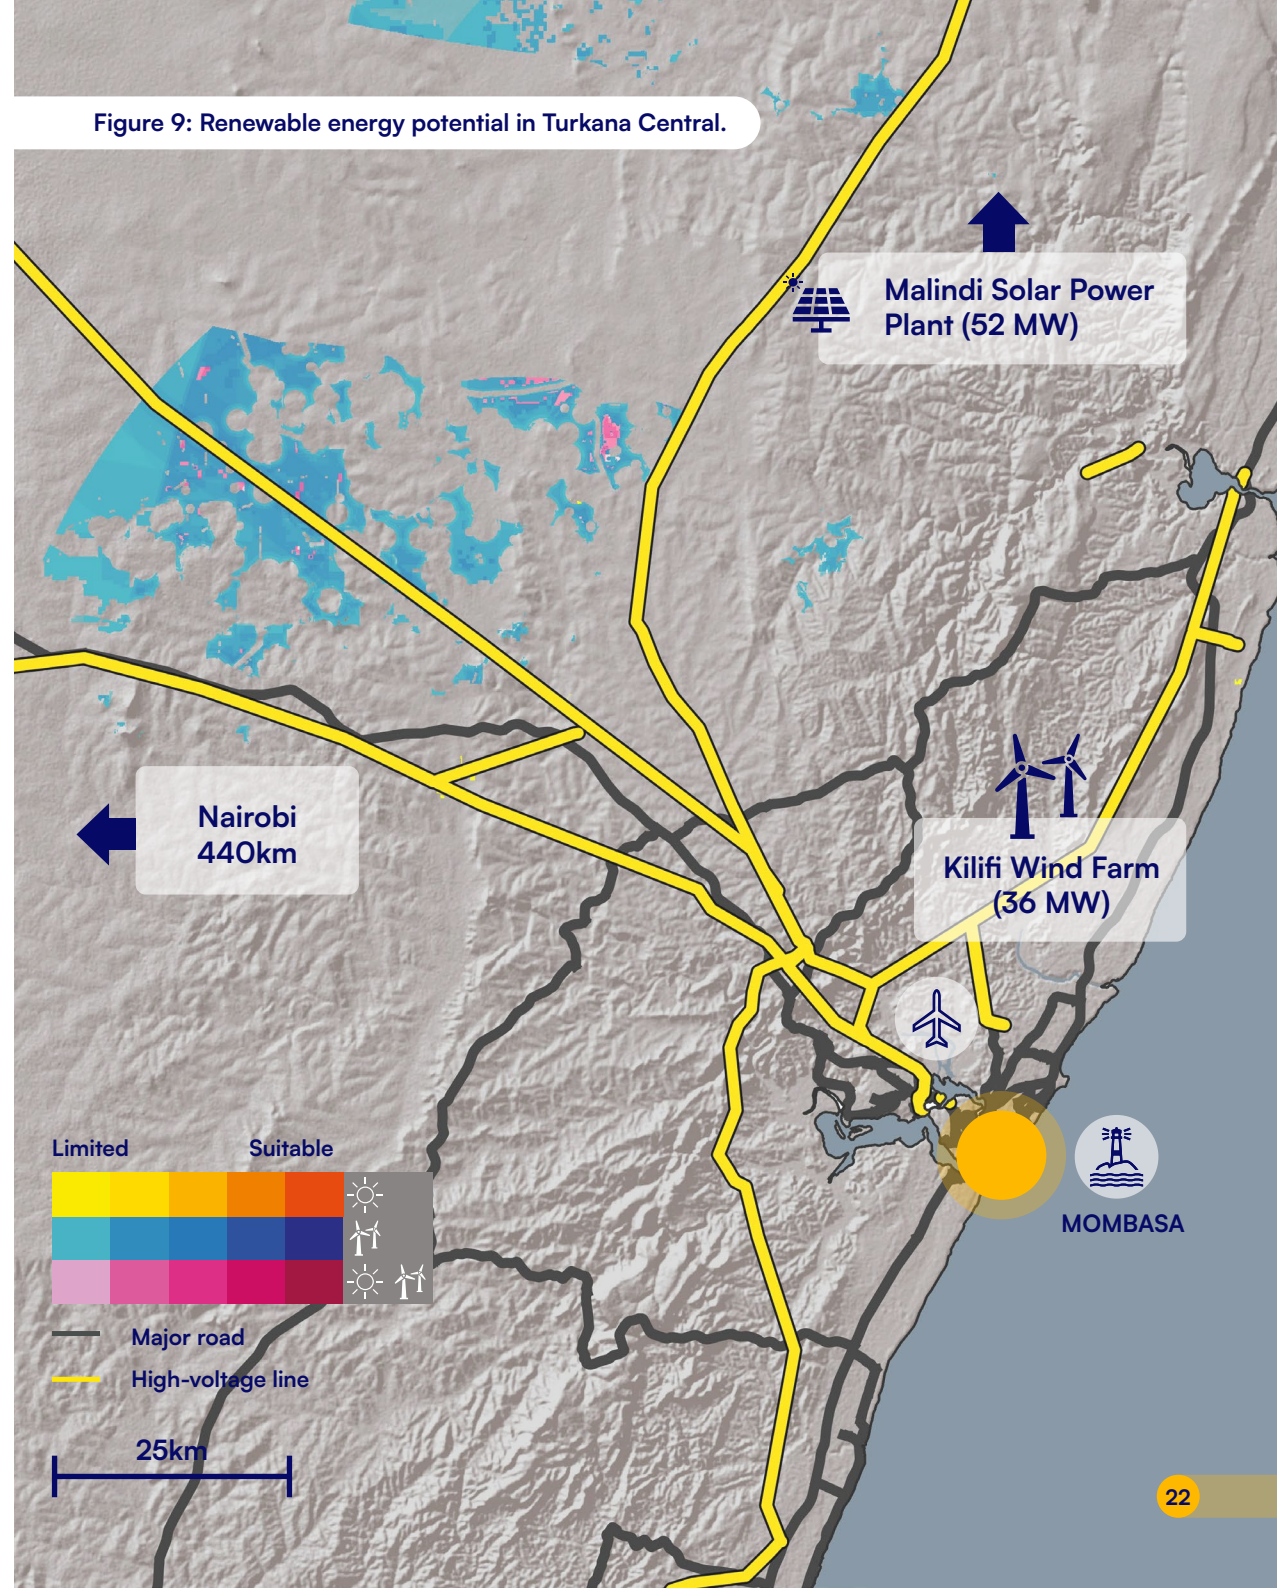 Figure 9: Renewable energy potential in Turkana Central.
Malindi Solar Power
Plant (52 MW)
Nairobi
440km
Kilifi Wind Farm
(36 MW)
MOMBASA
Limited Suitable
Major road
High-voltage line
25km
22